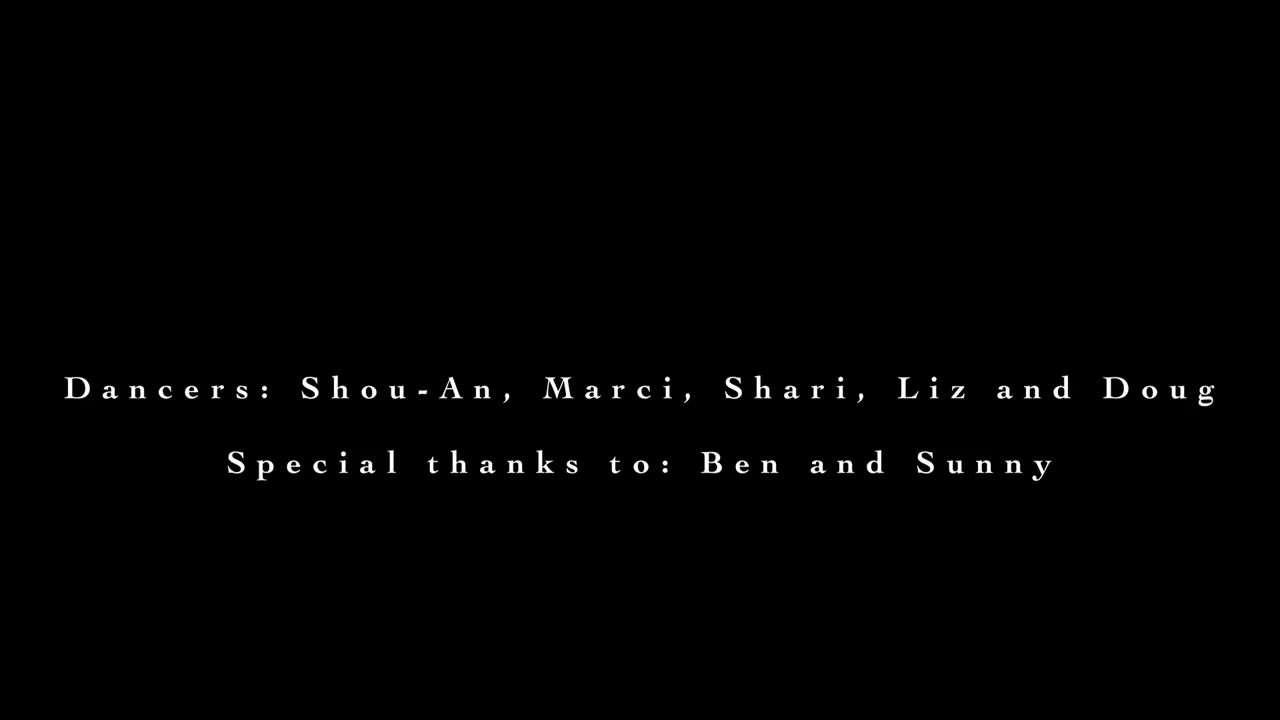 Dancers: Shou-An, Marci, Shari, Liz and Doug
Special thanks to: Ben and Sunny